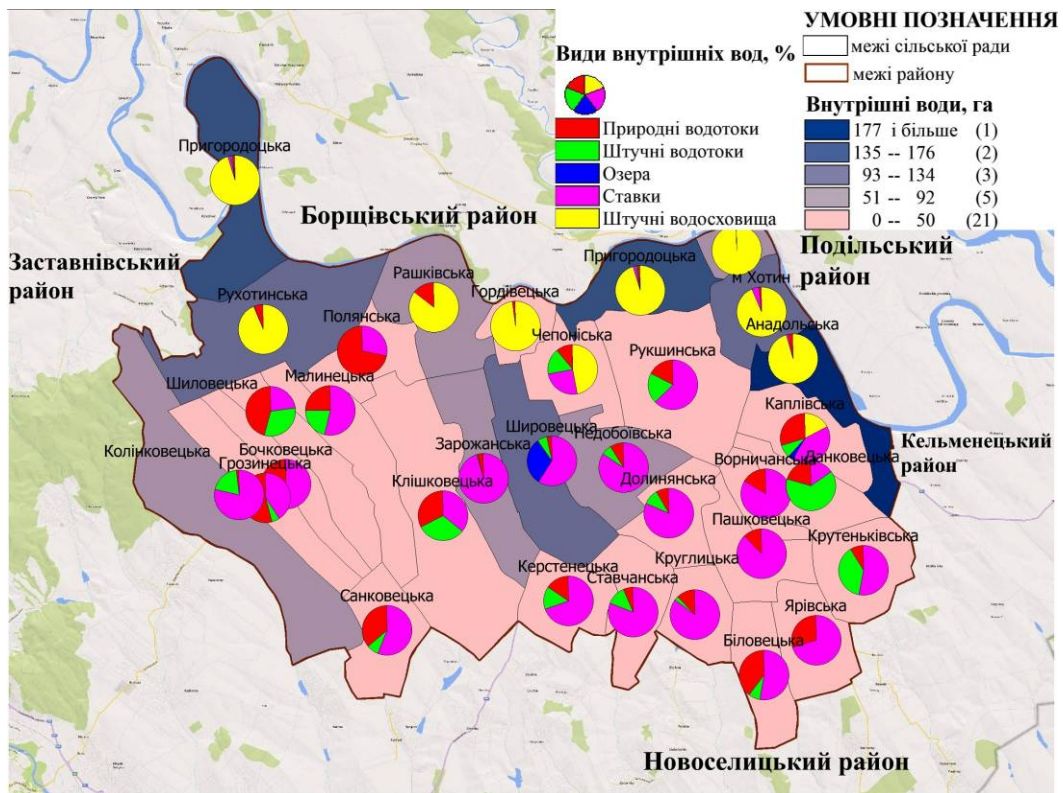 УМОВНІ ПОЗНАЧЕННЯ
межі сільської ради
межі району
Види внутрішніх вод, %
Природні водотоки
Штучні водотоки
Озера
Ставки
Штучні водосховища
Внутрішні води, га
177 і більше (1)
135 -- 176 (2)
93 -- 134 (3)
51 -- 92 (5)
0 -- 50 (21)
Пригородоцька
Борщівський район
Заставнівський
район
Подільський
район
Пригородоцька
м Хотин
Рашківська
Рухотинська
Гордівецька
Полянська
Анадольська
Чепоніська
Рукшинська
Шиловецька
Малинецька
Каплівська
Кельменецький
район
Колінковецька
Бочковецька
Грозинецька
Зарожанська
Шировецька
Недобоївська
Данковецька
Ворничанська
Клішковецька
Долинянська
Пашковецька
Крутеньківська
Круглицька
Керстенецька
Ставчанська
Санковецька
Ярівська
Біловецька
Новоселицький район